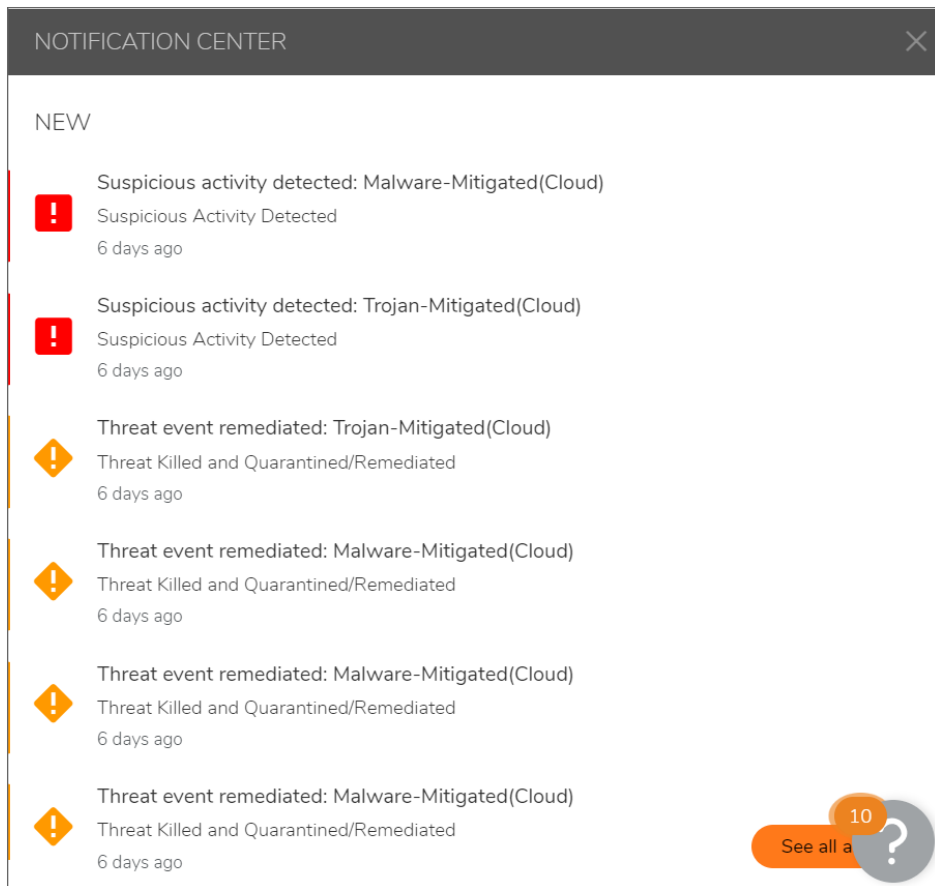 NOTIFICATION CENTER
NEW
Suspicious activity detected: Malware-Mitigated(Cloud)
Suspicious Activity Detected
6 days ago
Suspicious activity detected: Trojan-Mitigated(Cloud)
Suspicious Activity Detected
6 days ago
Threat event remediated: Trojan-Mitigated(Cloud)
Threat Killed and Quarantined/Remediated
6 days ago
Threat event remediated: Malware-Mitigated(Cloud)
Threat Killed and Quarantined/Remediated
6 days ago
Threat event remediated: Malware-Mitigated(Cloud)
Threat Killed and Quarantined/Remediated
6 days ago
Threat event remediated: Malware-Mitigated(Cloud)
Threat Killed and Quarantined/Remediated
6 days ago
10
See all
?